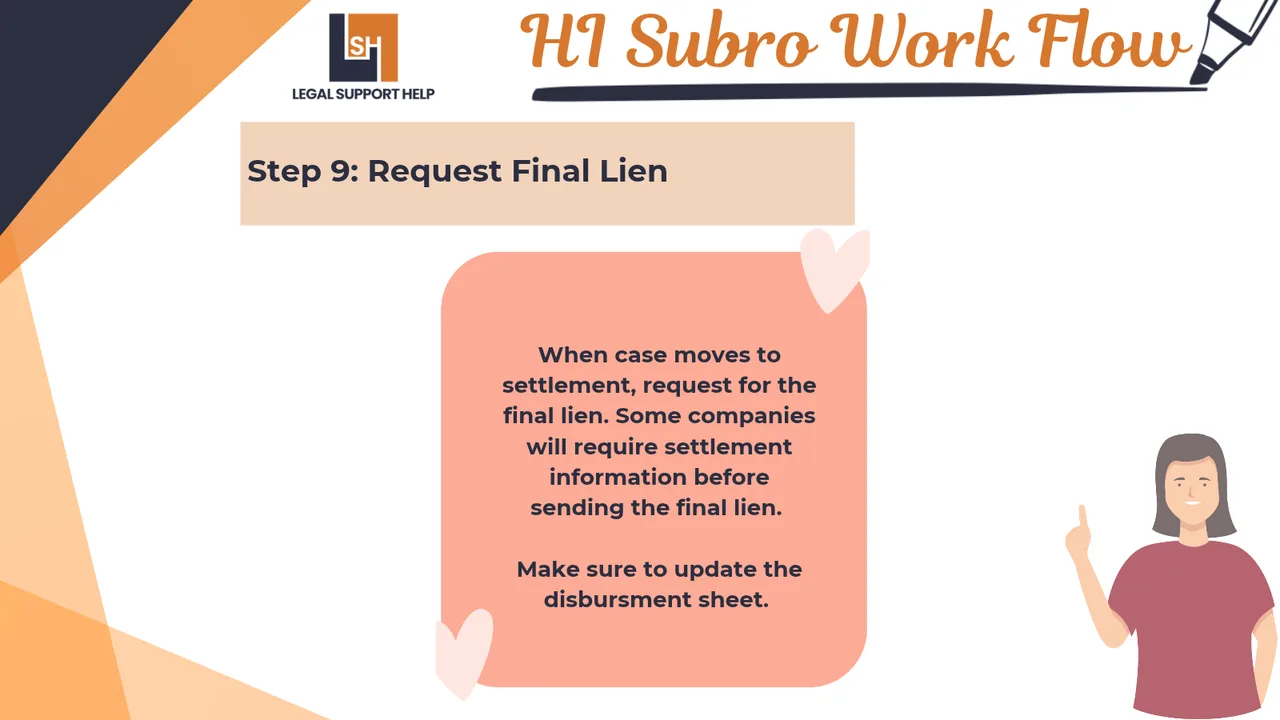 HI Subro Work Flow
LSH
LEGAL SUPPORT HELP
Step 9: Request Final Lien
When case moves to
settlement, request for the
final lien. Some companies
will require settlement
information before
sending the final lien.
Make sure to update the
disbursment sheet.